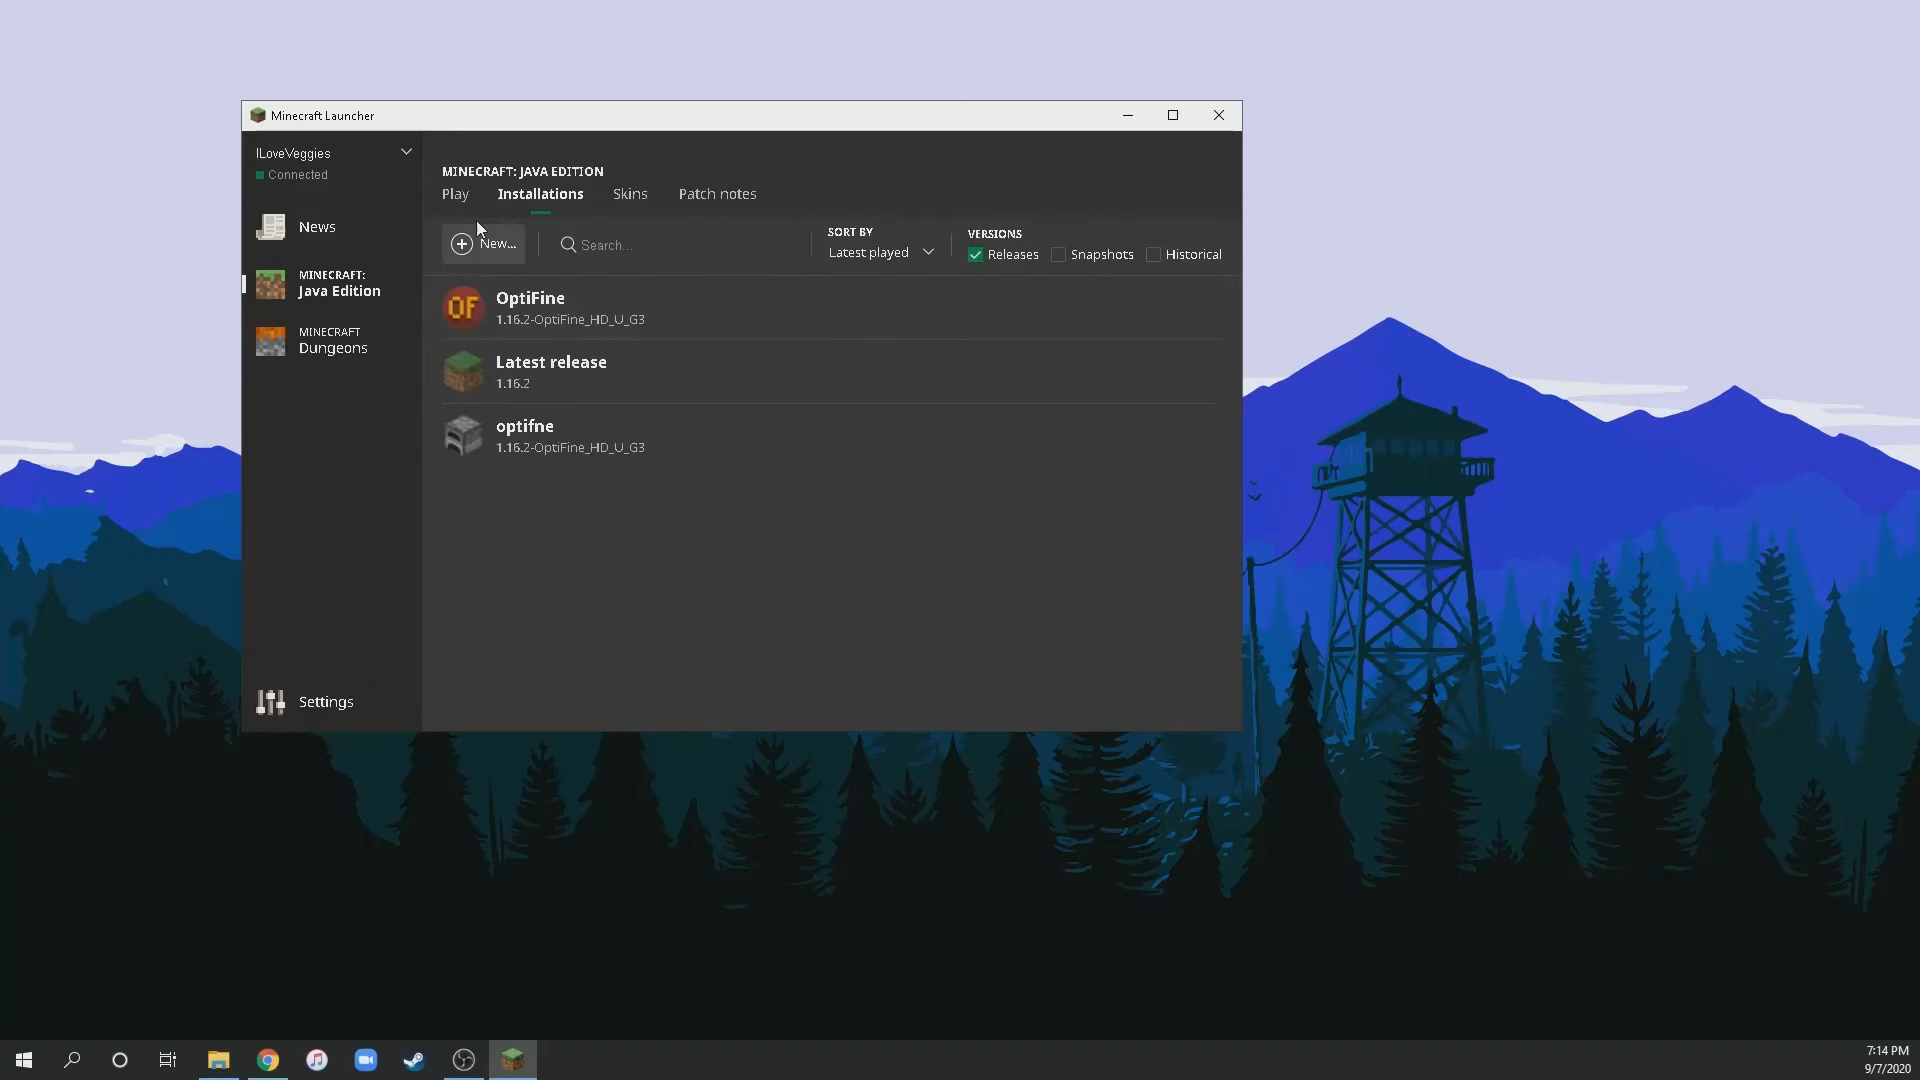 Minecraft Launcher
ILoveVeggies
Connected
News
MINECRAFT:
Java Edition
MINECRAFT
Dungeons
Settings
MINECRAFT: JAVA EDITION
Play Installations Skins Patch notes
New...
Search...
SORT BY
Latest played
VERSIONS
Releases Snapshots Historical
OF
OptiFine
1.16.2-OptiFine_HD_U_G3
Latest release
1.16.2
optifne
1.16.2-OptiFine_HD_U_G3
7:14 PM
9/7/2020